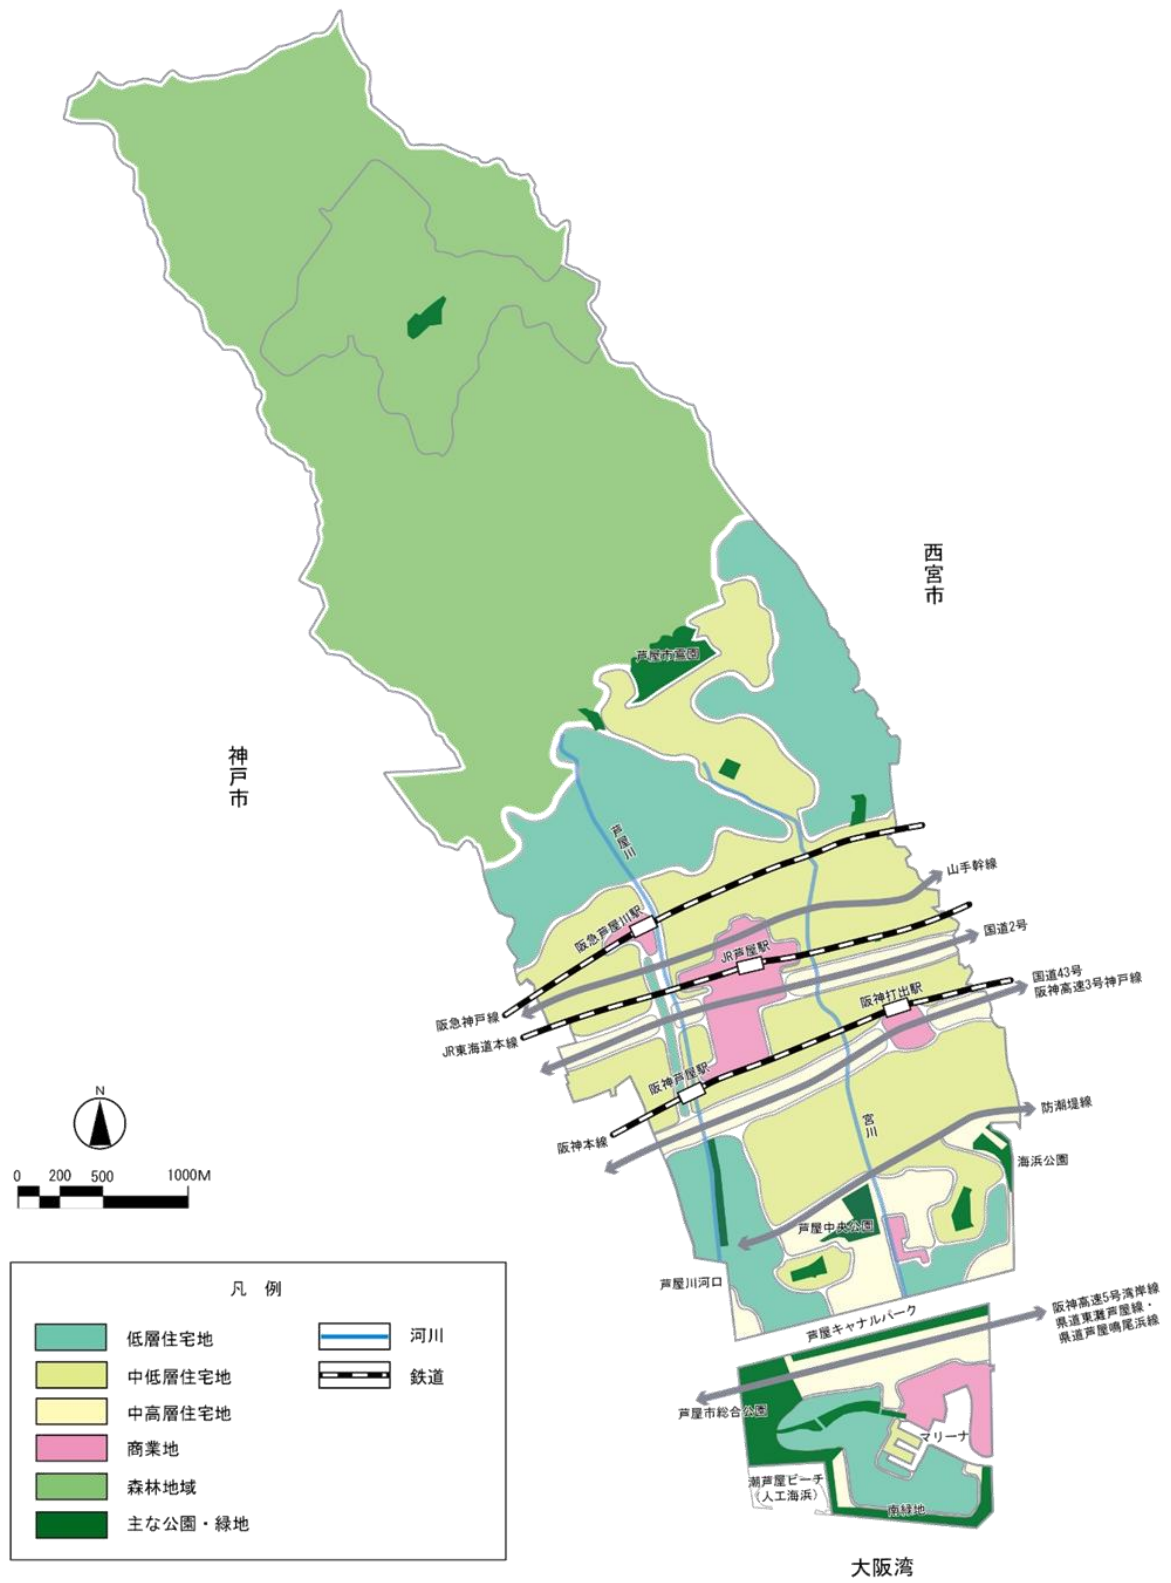 西宮市
芦屋市霊園
神戸市
芦屋川
山手幹線
阪急芦屋川駅
国道2号
JR芦屋駅
国道43号
阪神高速3号神戸線
阪神打出駅
阪急神戸線
JR東海道本線
阪神芦屋駅
N
防潮堤線
宮川
阪神本線
海浜公園
0 200 500 1000M
芦屋中央公園
芦屋川河口
凡 例
低層住宅地
中低層住宅地
中高層住宅地
商業地
森林地域
主な公園・緑地
河川
鉄道
芦屋キャナルパーク
阪神高速5号湾岸線
県道東灘芦屋線・
県道芦屋鳴尾浜線
芦屋市総合公園
マリーナ
潮芦屋ビーチ
（人工海浜）
南緑地
大阪湾